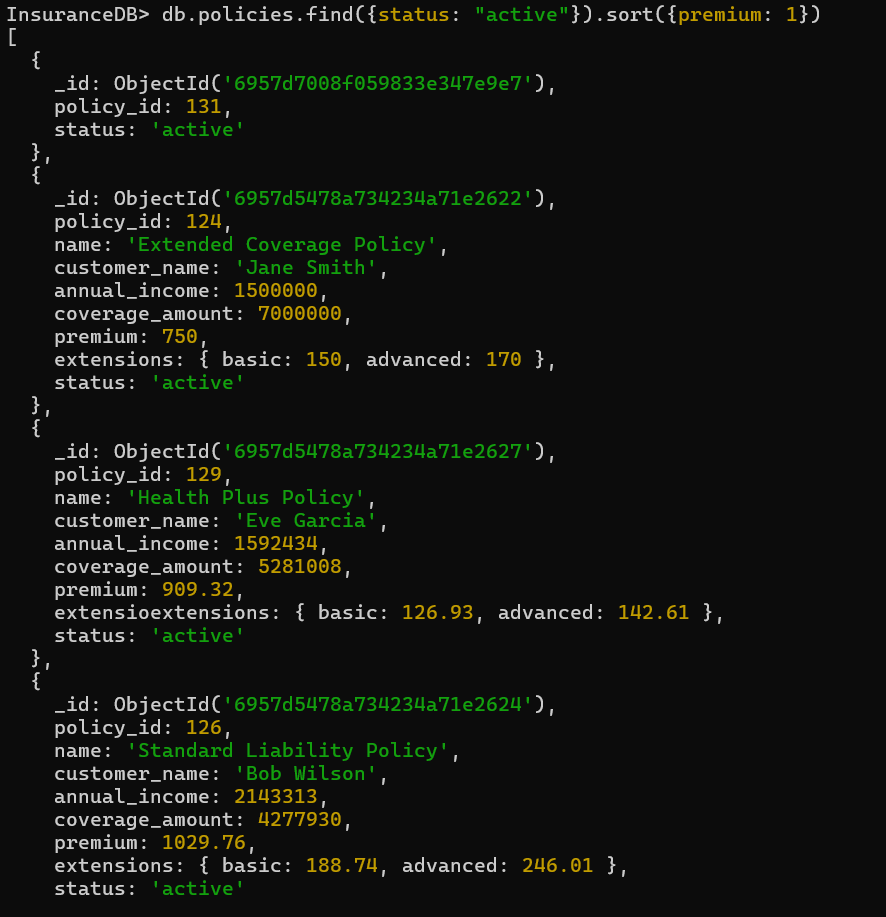 InsuranceDB> db.policies.find({status: "active"}).sort({premium: 1})
[
  {
    _id: ObjectId('6957d7008f059833e347e9e7'),
    policy_id: 131,
    status: 'active'
  },
  {
    _id: ObjectId('6957d5478a734234a71e2622'),
    policy_id: 124,
    name: 'Extended Coverage Policy',
    customer_name: 'Jane Smith',
    annual_income: 1500000,
    coverage_amount: 7000000,
    premium: 750,
    extensions: { basic: 150, advanced: 170 },
    status: 'active'
  },
  {
    _id: ObjectId('6957d5478a734234a71e2627'),
    policy_id: 129,
    name: 'Health Plus Policy',
    customer_name: 'Eve Garcia',
    annual_income: 1592434,
    coverage_amount: 5281008,
    premium: 909.32,
    extensioextensions: { basic: 126.93, advanced: 142.61 },
    status: 'active'
  },
  {
    _id: ObjectId('6957d5478a734234a71e2624'),
    policy_id: 126,
    name: 'Standard Liability Policy',
    customer_name: 'Bob Wilson',
    annual_income: 2143313,
    coverage_amount: 4277930,
    premium: 1029.76,
    extensions: { basic: 188.74, advanced: 246.01 },
    status: 'active'